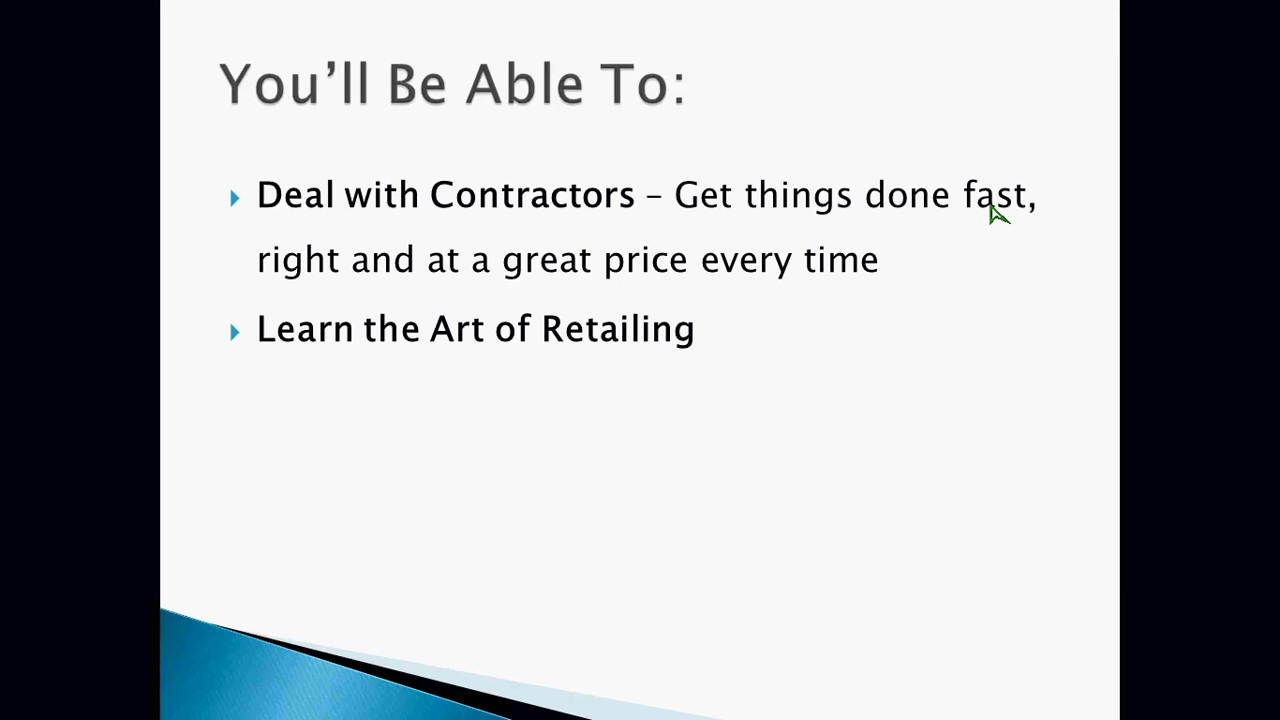 You’ll Be Able To:
Deal with Contractors – Get things done fast,
right and at a great price every time
Learn the Art of Retailing